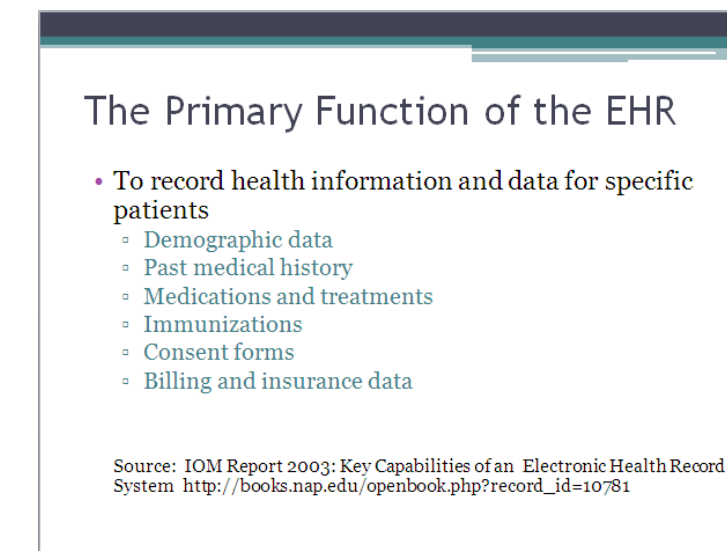 The Primary Function of the EHR
• To record health information and data for specific
patients
▫ Demographic data
▫ Past medical history
▫ Medications and treatments
▫ Immunizations
▫ Consent forms
▫ Billing and insurance data
Source: IOM Report 2003: Key Capabilities of an Electronic Health Record
System http://books.nap.edu/openbook.php?record_id=10781